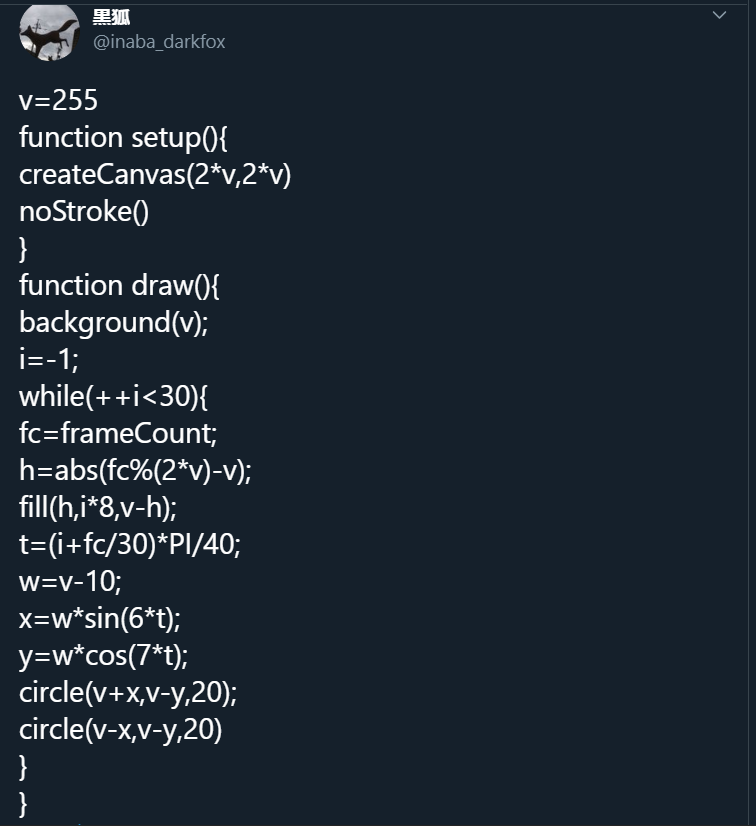 黒狐
@inaba_darkfox
v=255
function setup(){
createCanvas(2*v,2*v)
noStroke()
}
function draw(){
background(v);
i=-1;
while(++i<30){
fc=frameCount;
h=abs(fc%(2*v)-v);
fill(h,i*8,v-h);
t=(i+fc/30)*PI/40;
w=v-10;
x=w*sin(6*t);
y=w*cos(7*t);
circle(v+x,v-y,20);
circle(v-x,v-y,20)
}
}